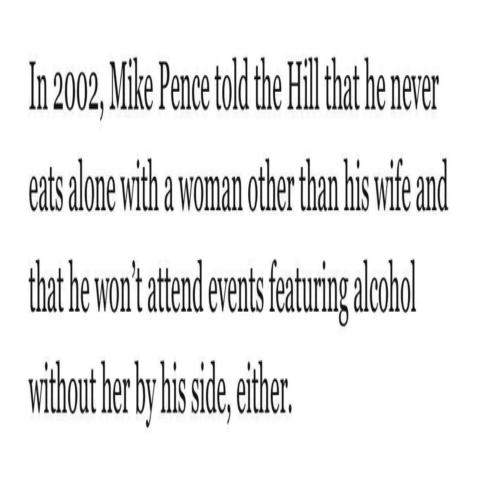 In 2002, Mike Pence told the Hill that he never
eats alone with a woman other than his wife and
that he won’t attend events featuring alcohol
without her by his side, either.